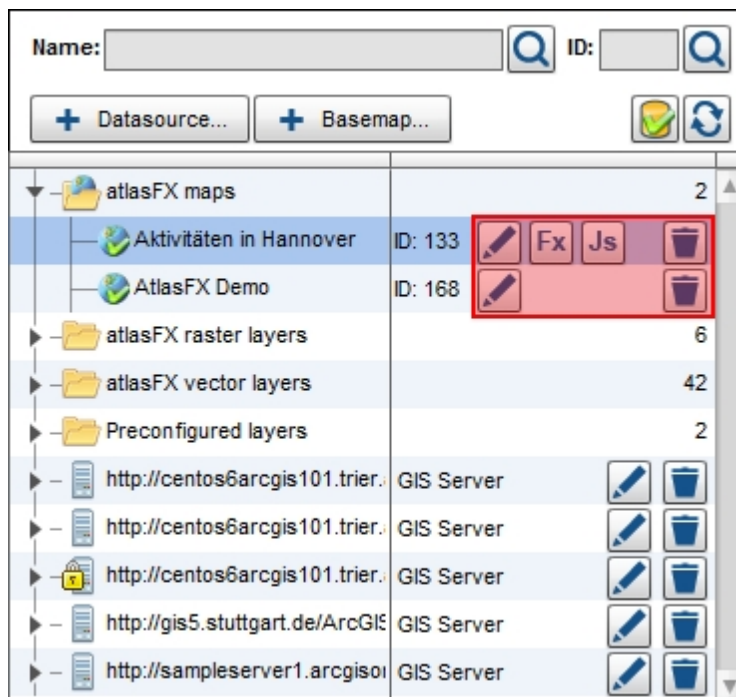 Name: ID:
Datasource... Basemap...
atlasFX maps 2
Aktivitäten in Hannover ID: 133 Fx Js
AtlasFX Demo ID: 168
atlasFX raster layers 6
atlasFX vector layers 42
Preconfigured layers 2
http://centos6arcgis101.trier. GIS Server
http://centos6arcgis101.trier. GIS Server
http://centos6arcgis101.trier. GIS Server
http://gis5.stuttgart.de/ArcGIS GIS Server
http://sampleserver1.arcgiso GIS Server